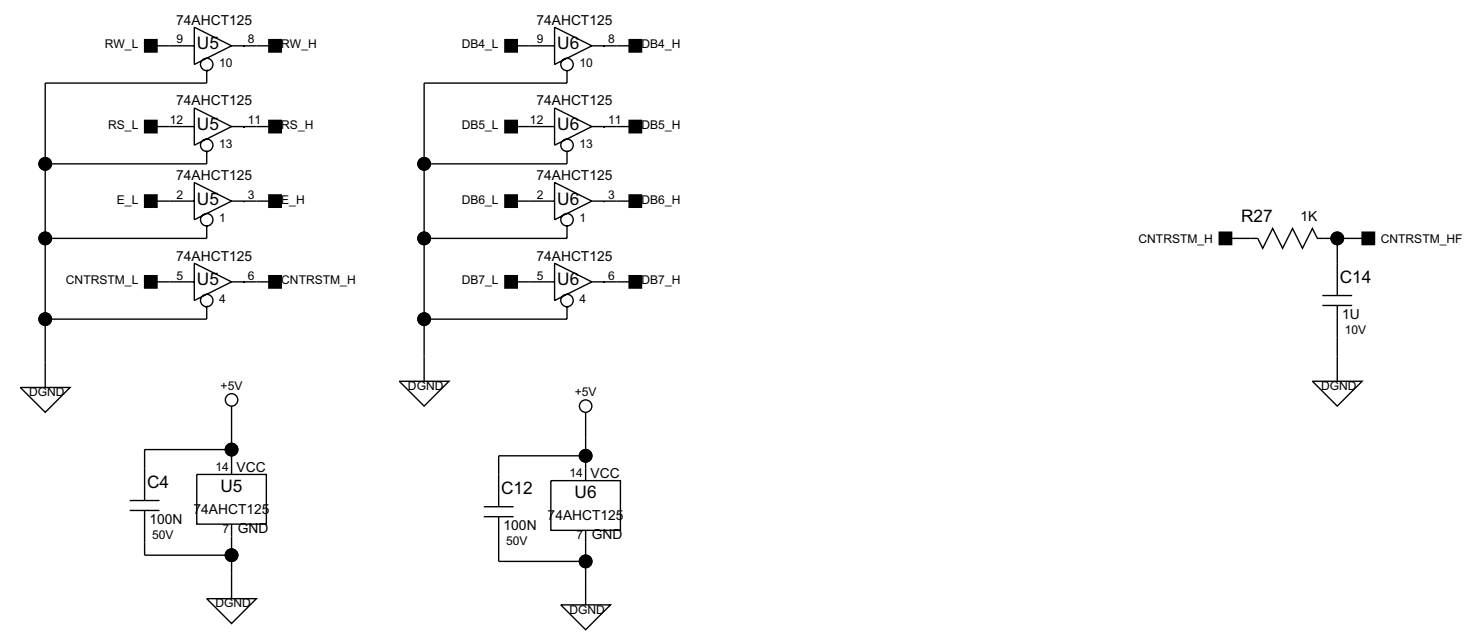 74AHCT125 74AHCT125
RW_L 9 U5 8 RW_H DB4_L 9 U6 8 DB4_H
10 10
74AHCT125 74AHCT125
RS_L 12 U5 11 RS_H DB5_L 12 U6 11 DB5_H
13 13
74AHCT125 74AHCT125
E_L 2 U5 3 E_H DB6_L 2 U6 3 DB6_H
1 1
R27 1K
CNTRSTM_H CNTRSTM_HF
74AHCT125 74AHCT125
CNTRSTM_L 5 U5 6 CNTRSTM_H DB7_L 5 U6 6 DB7_H
4 4
C14
1U
10V
DGND DGND DGND
+5V +5V
14 VCC 14 VCC
C4 U5 C12 U6
74AHCT125 74AHCT125
100N 100N
7 GND 7 GND
50V 50V
DGND DGND